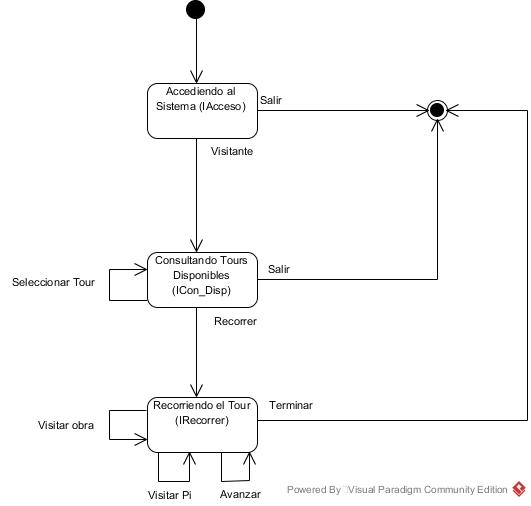 Accediendo al
Sistema (IAcceso)
Salir
Visitante
Consultando Tours
Disponibles
(ICon_Disp)
Salir
Seleccionar Tour
Recorrer
Recorriendo el Tour
(IRecorrer)
Terminar
Visitar obra
Visitar Pi
Avanzar
Powered By Visual Paradigm Community Edition